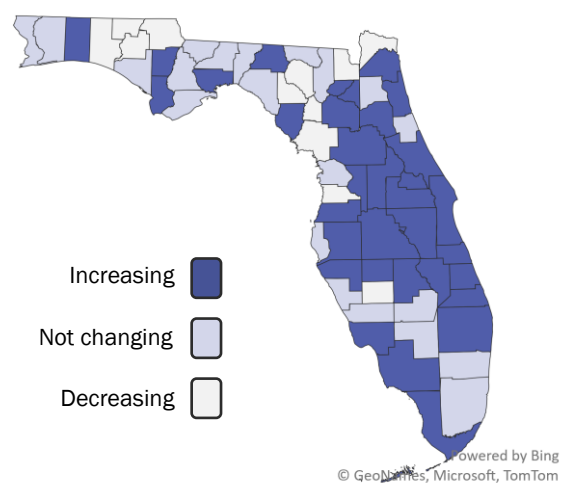 Increasing
Not changing
Decreasing
Powered by Bing
© GeoNames, Microsoft, TomTom